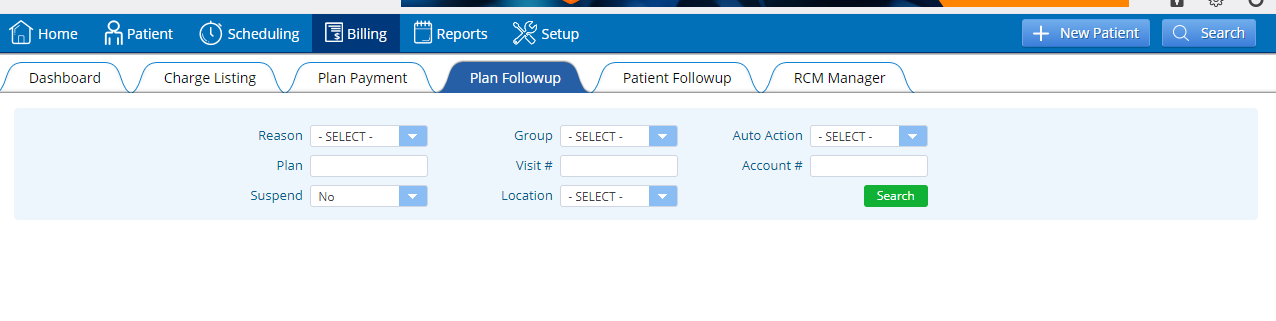 Home Patient Scheduling Billing Reports Setup New Patient Search
Dashboard Charge Listing Plan Payment Plan Followup Patient Followup RCM Manager
Reason - SELECT - Group - SELECT - Auto Action - SELECT -
Plan Visit # Account #
Suspend No Location - SELECT - Search